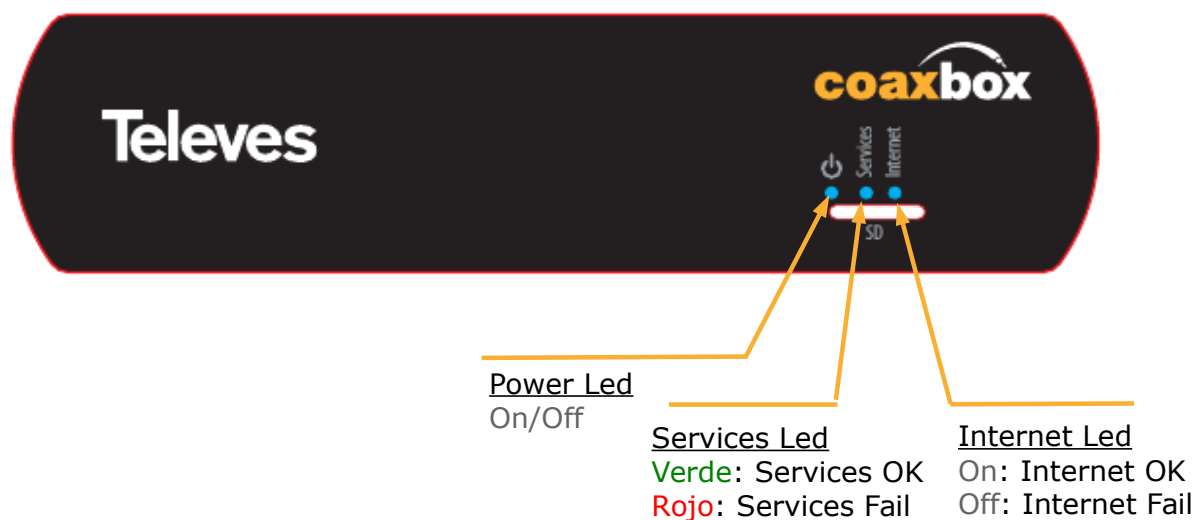 coaxbox
Televes
Services
Internet
SD
Power Led
On/Off
Services Led
Verde: Services OK
Rojo: Services Fail
Internet Led
On: Internet OK
Off: Internet Fail